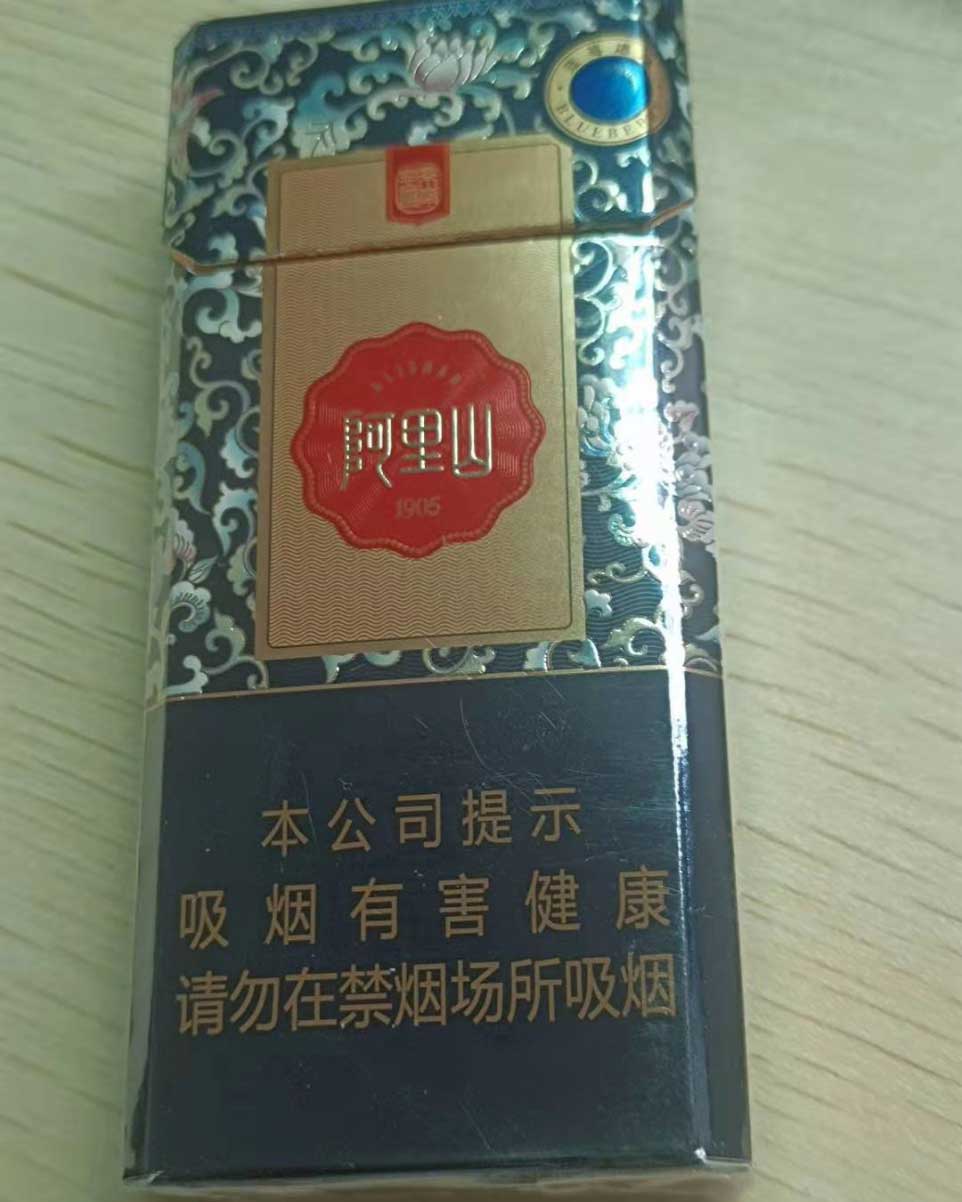 BLUEBER
阿里山
1905
本公司提示
吸烟有害健康
请勿在禁烟场所吸烟